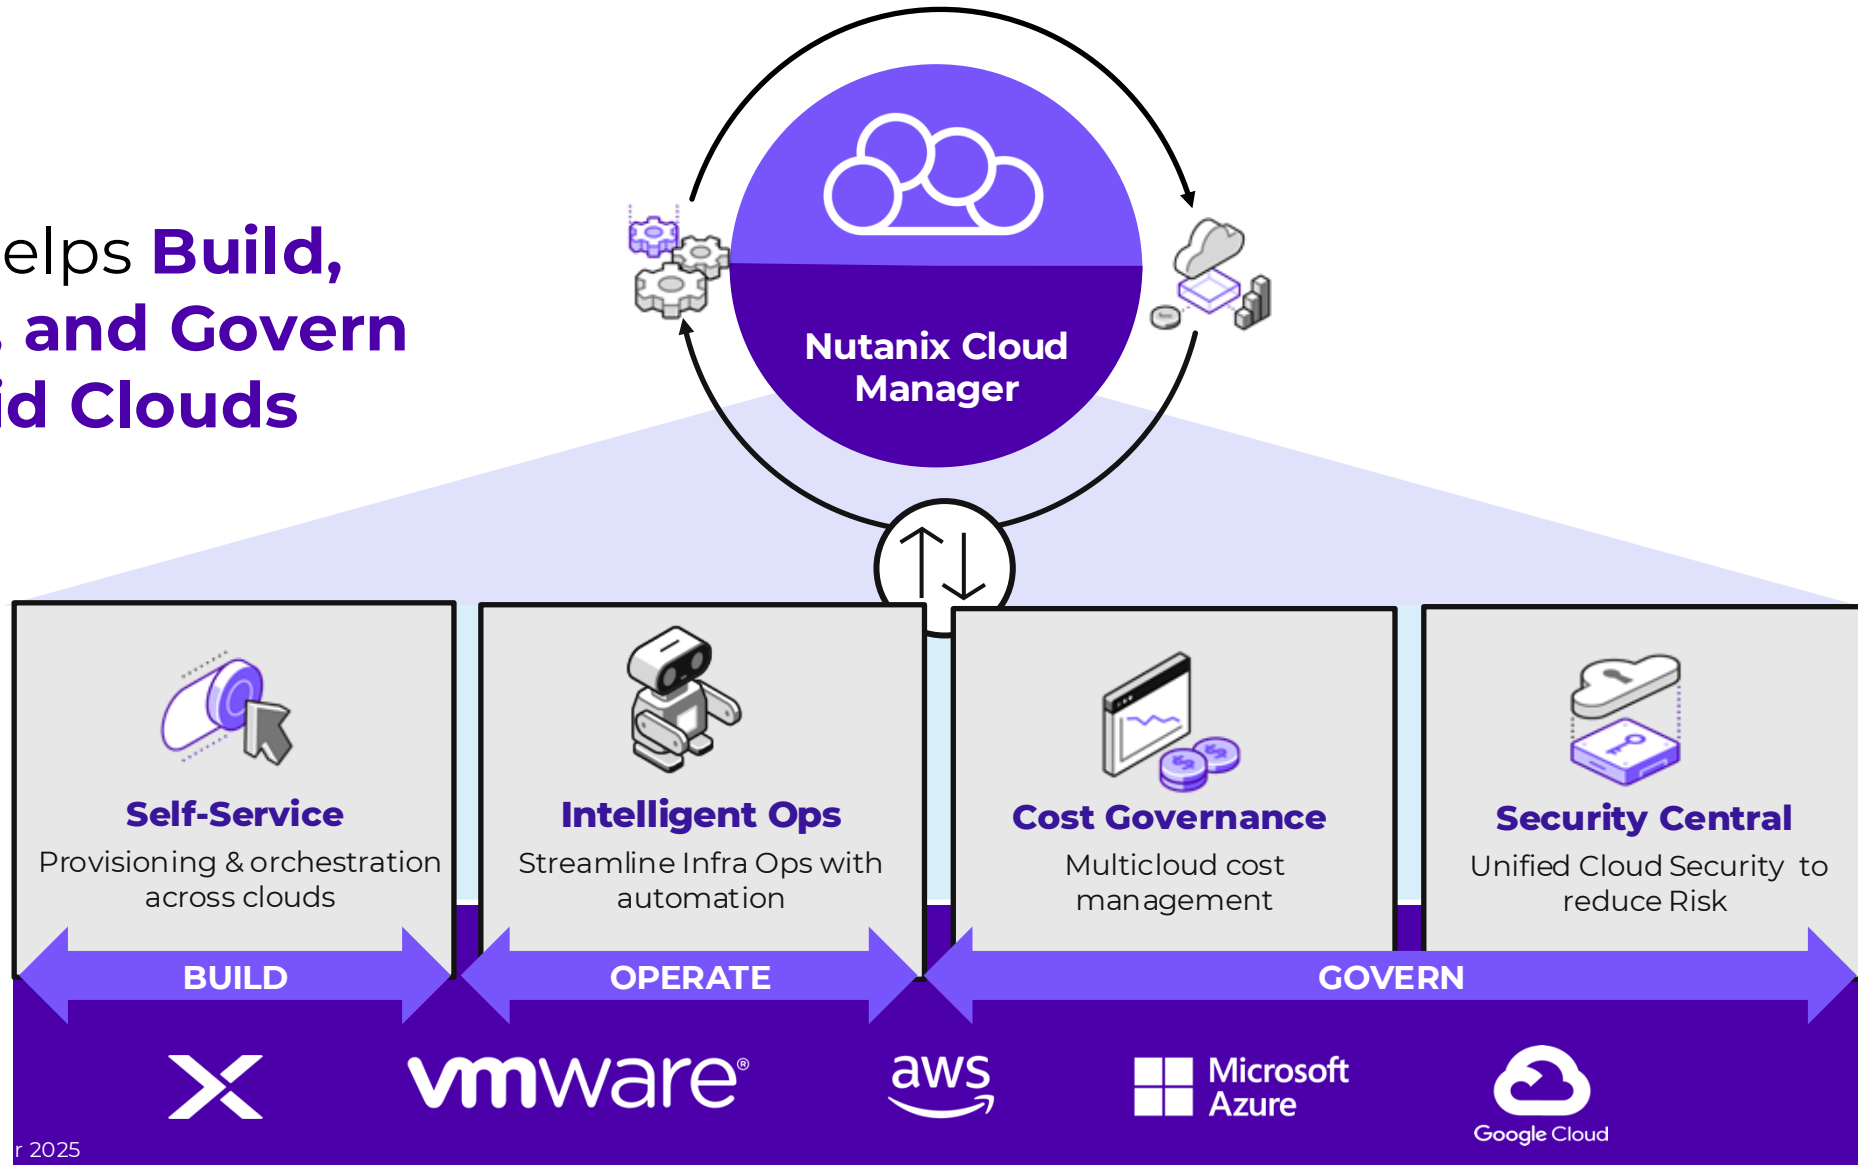 elps Build,
, and Govern
id Clouds
Nutanix Cloud
Manager
Self-Service
Provisioning & orchestration
across clouds
Intelligent Ops
Streamline Infra Ops with
automation
Cost Governance
Multicloud cost
management
Security Central
Unified Cloud Security to
reduce Risk
BUILD
OPERATE
GOVERN
vmware®
aws
Microsoft
Azure
Google Cloud
r 2025